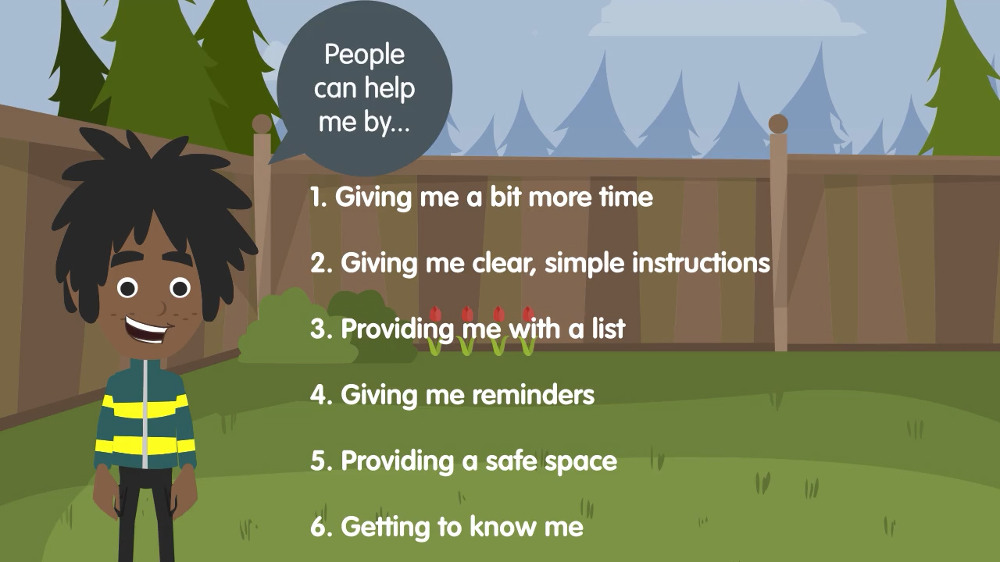 People
can help
me by...
1. Giving me a bit more time
2. Giving me clear, simple instructions
3. Providing me with a list
4. Giving me reminders
5. Providing a safe space
6. Getting to know me